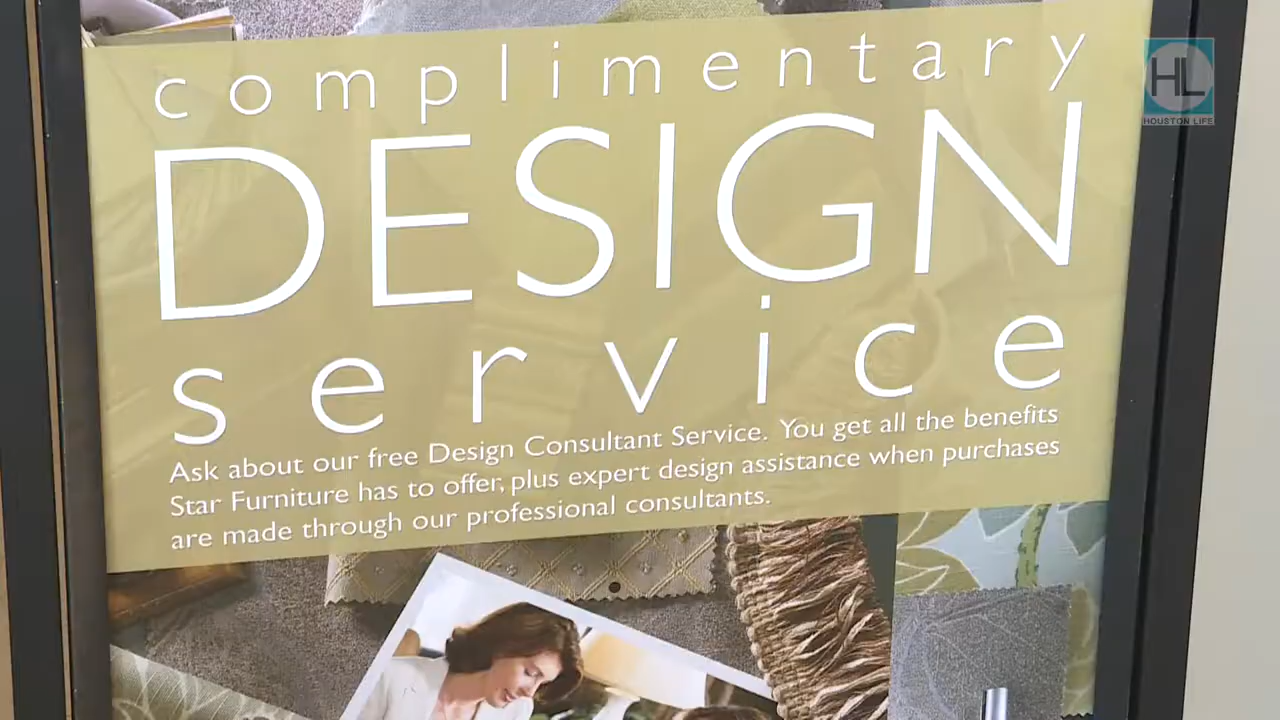 complimentary
DESIGN
service
Ask about our free Design Consultant Service. You get all the benefits
Star Furniture has to offer, plus expert design assistance when purchases
are made through our professional consultants.
HL
HOUSTON LIFE